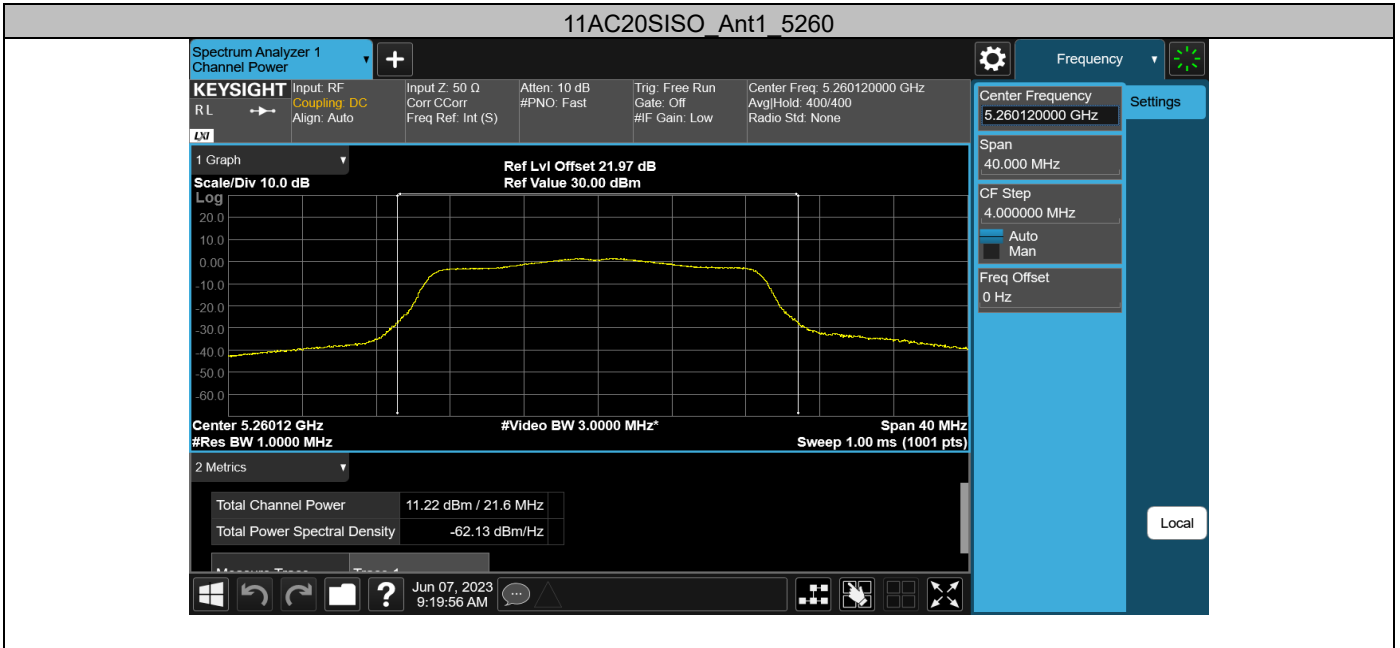 11AC20SISO_Ant1_5260
Spectrum Analyzer 1
Channel Power
+
Frequency
KEYSIGHT
R L
LXI
Input: RF
Coupling: DC
Align: Auto
Input Z: 50 Ω
Corr CCorr
Freq Ref: Int (S)
Atten: 10 dB
#PNO: Fast
Trig: Free Run
Gate: Off
#IF Gain: Low
Center Freq: 5.260120000 GHz
Avg|Hold: 400/400
Radio Std: None
Center Frequency
5.260120000 GHz
Settings
Span
40.000 MHz
CF Step
4.000000 MHz
Auto
Man
Freq Offset
0 Hz
Local
1 Graph
Scale/Div 10.0 dB
Ref Lvl Offset 21.97 dB
Ref Value 30.00 dBm
Log
20.0
10.0
0.00
-10.0
-20.0
-30.0
-40.0
-50.0
-60.0
Center 5.26012 GHz
#Video BW 3.0000 MHz*
Span 40 MHz
#Res BW 1.0000 MHz
Sweep 1.00 ms (1001 pts)
2 Metrics
Total Channel Power 11.22 dBm / 21.6 MHz
Total Power Spectral Density -62.13 dBm/Hz
Measure Trace Trace 1
?
Jun 07, 2023
9:19:56 AM